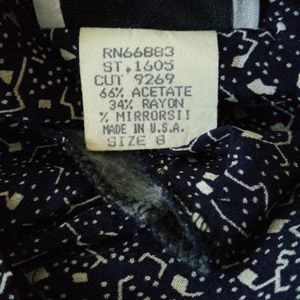 RN66883
ST.1605
CUT 9269
66% ACETATE
34% RAYON
% MIRRORSII
MADE IN U.S.A.
SIZE 8